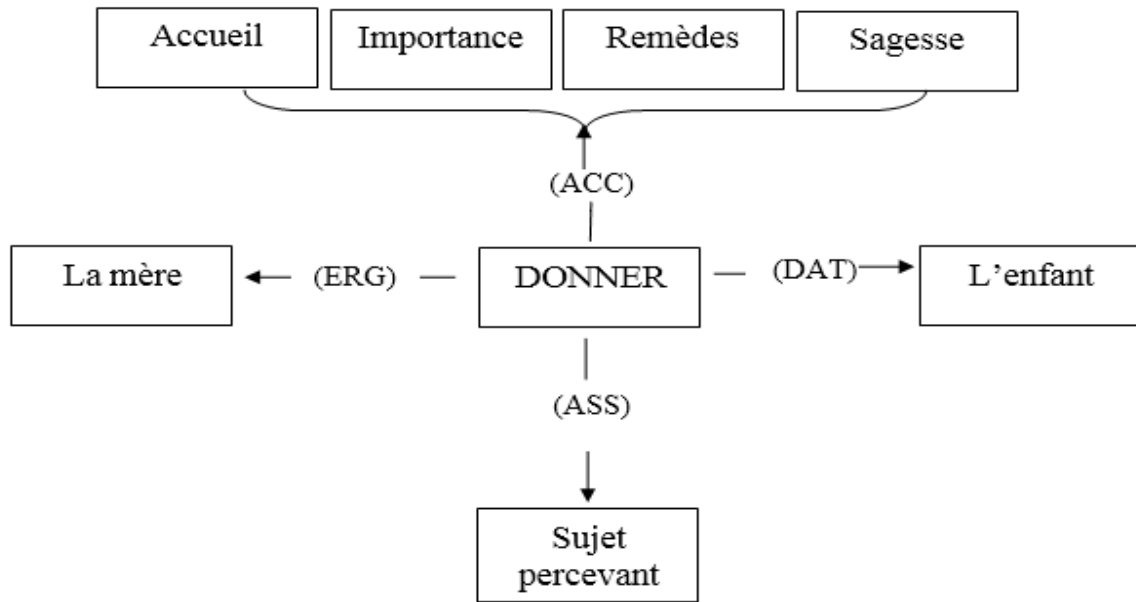 Accueil
Importance
Remèdes
Sagesse
(ACC)
La mère
(ERG)
DONNER
(DAT)
L’enfant
(ASS)
Sujet
percevant